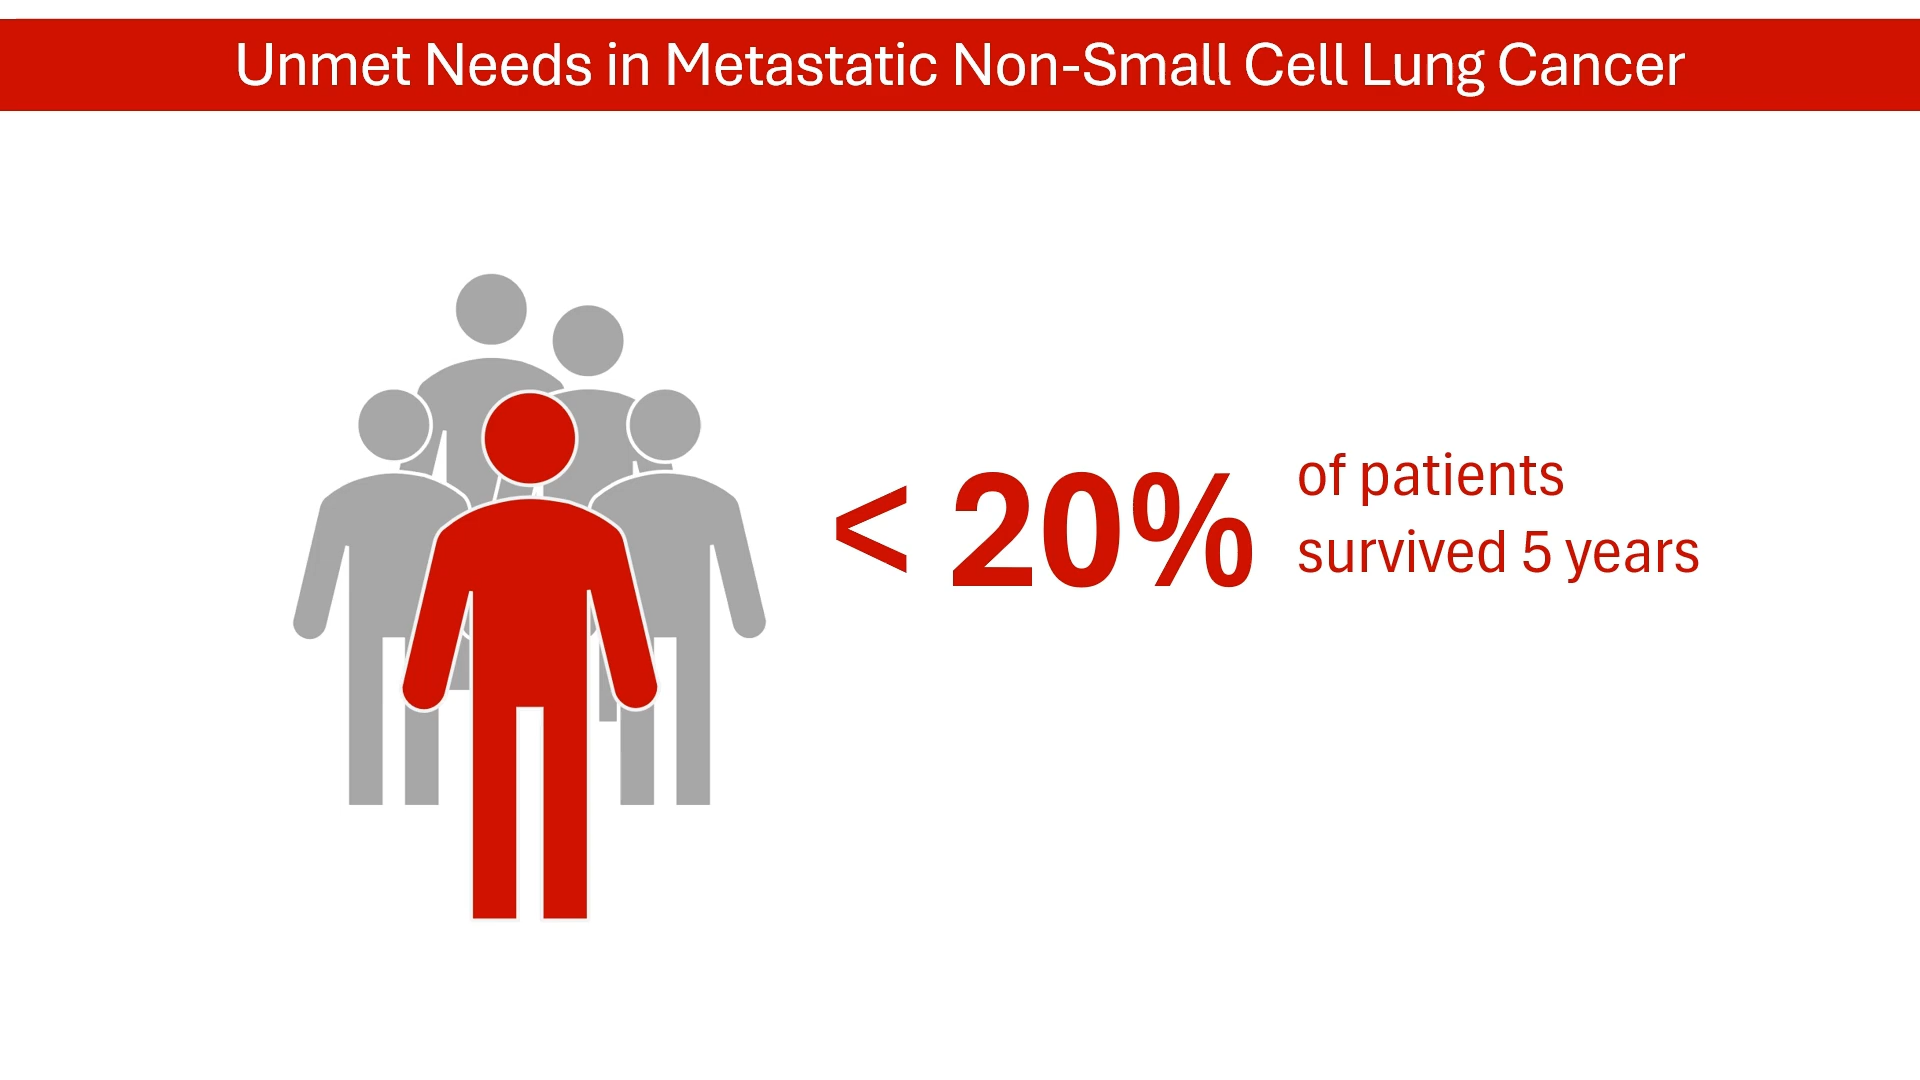 Unmet Needs in Metastatic Non-Small Cell Lung Cancer
< 20%
of patients
survived 5 years